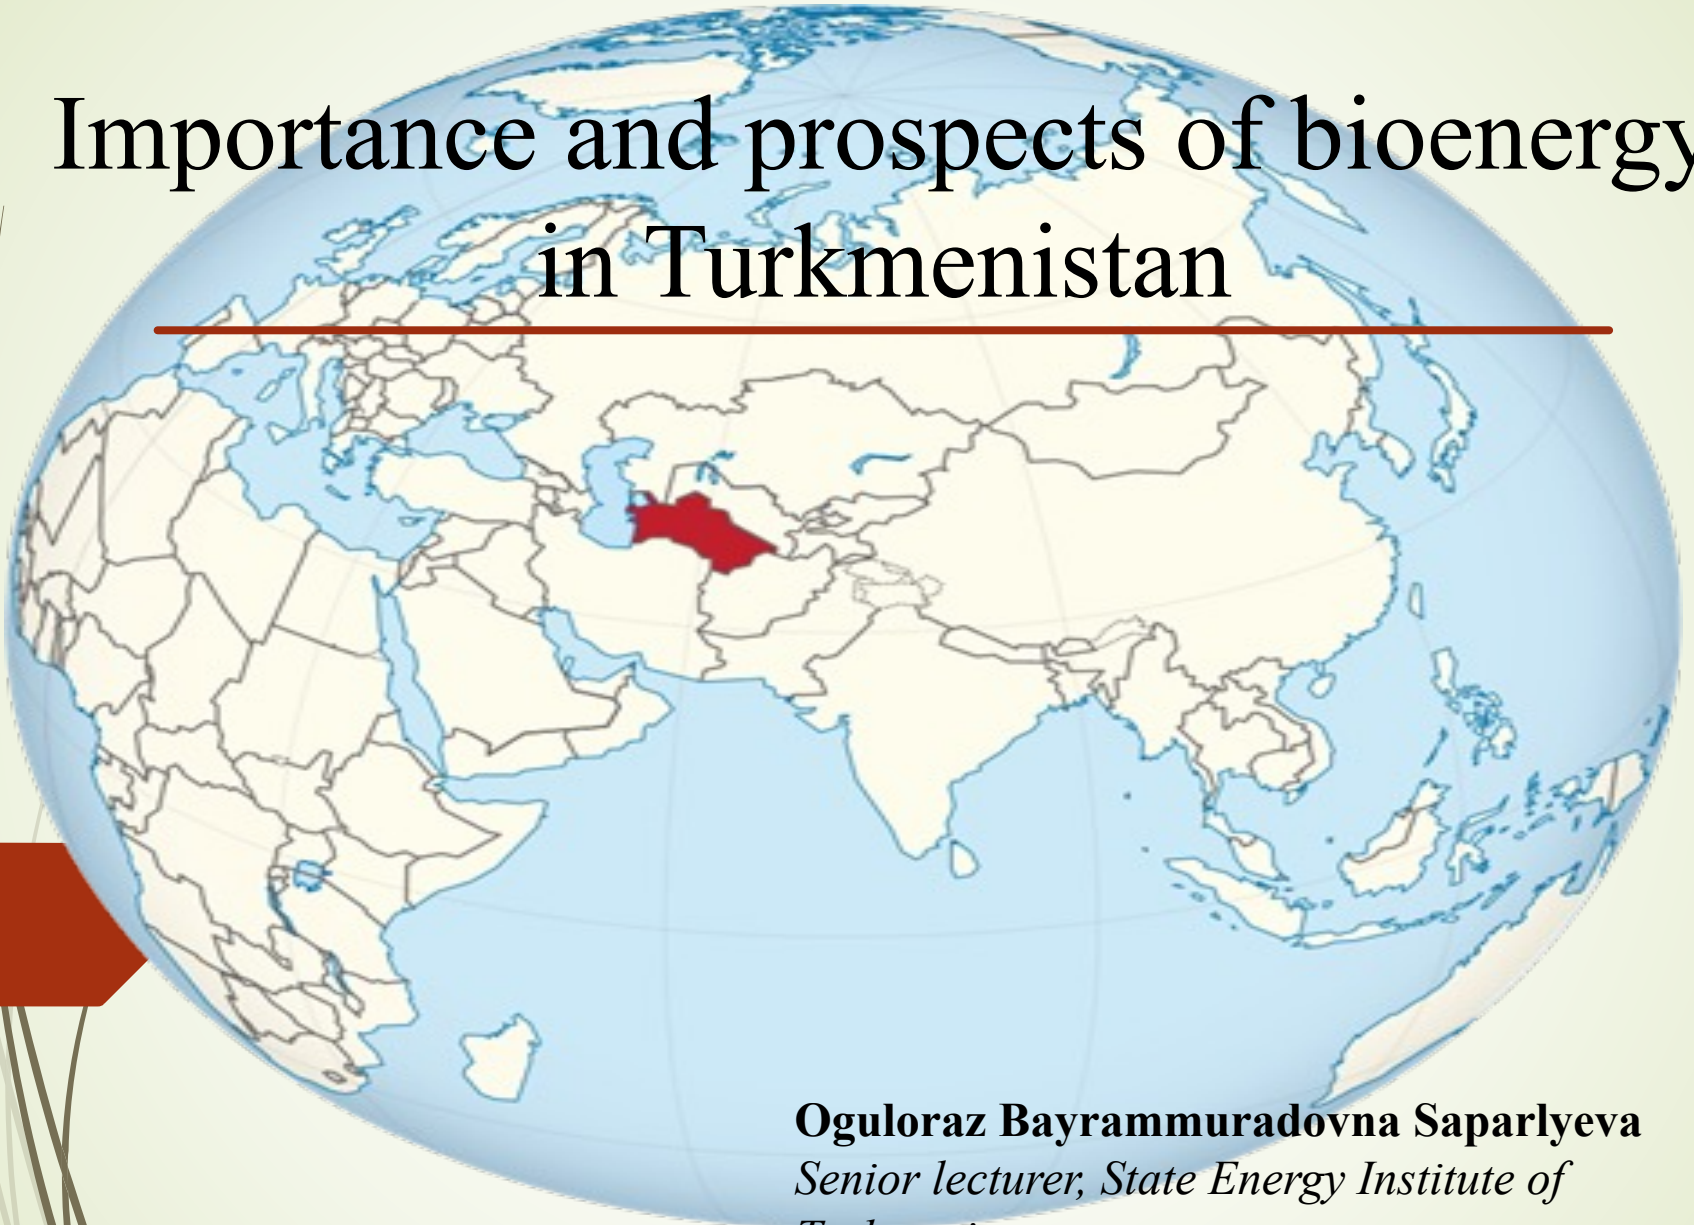 Importance and prospects of bioenergy
in Turkmenistan
Oguloraz Bayrammuradovna Saparlyeva
Senior lecturer, State Energy Institute of